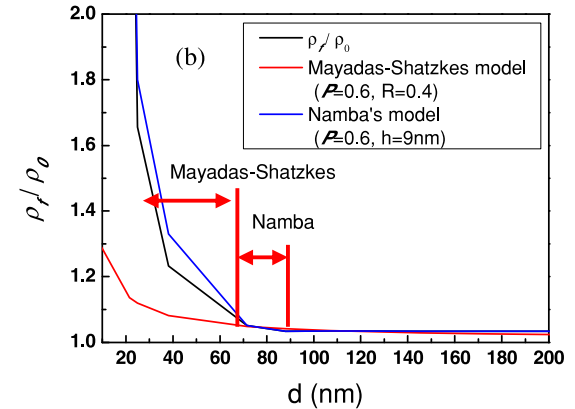 2.0
1.8
1.6
1.4
1.2
1.0
ρf/ρ0
(b)
ρf/ρ0
Mayadas-Shatzkes model
(P=0.6, R=0.4)
Namba's model
(P=0.6, h=9nm)
Mayadas-Shatzkes
Namba
20 40 60 80 100 120 140 160 180 200
d (nm)